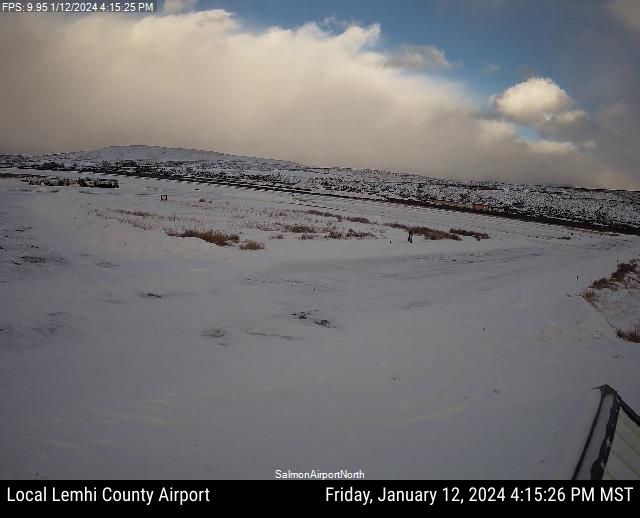 FPS: 9.95 1/12/2024 4:15:25 PM
SalmonAirportNorth
Local Lemhi County Airport Friday, January 12, 2024 4:15:26 PM MST